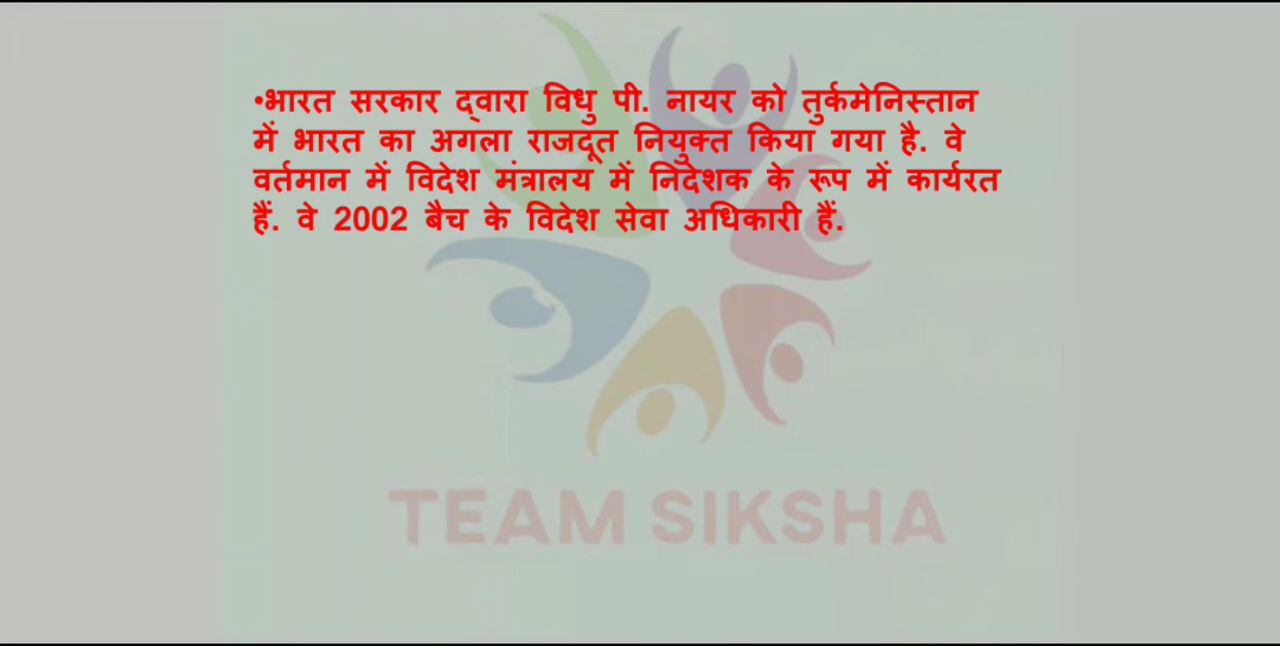 •भारत सरकार द्वारा विधु पी. नायर को तुर्कमेनिस्तान
में भारत का अगला राजदूत नियुक्त किया गया है. वे
वर्तमान में विदेश मंत्रालय में निदेशक के रूप में कार्यरत
हैं. वे 2002 बैच के विदेश सेवा अधिकारी हैं.
TEAM SIKSHA